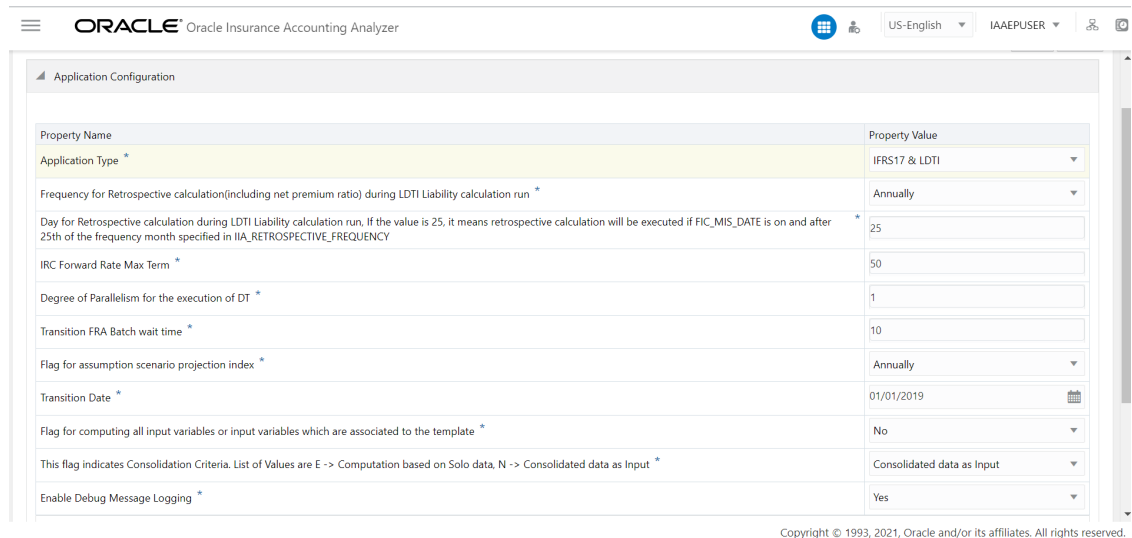 ORACLE® Oracle Insurance Accounting Analyzer
US-English
IAAEPUSER
Application Configuration
Property Name
Property Value
Application Type *
IFRS17 & LDTI
Frequency for Retrospective calculation(including net premium ratio) during LDTI Liability calculation run *
Annually
Day for Retrospective calculation during LDTI Liability calculation run, If the value is 25, it means retrospective calculation will be executed if FIC_MIS_DATE is on and after *
25th of the frequency month specified in IIA_RETROSPECTIVE_FREQUENCY
25
IRC Forward Rate Max Term *
50
Degree of Parallelism for the execution of DT *
1
Transition FRA Batch wait time *
10
Flag for assumption scenario projection index *
Annually
Transition Date *
01/01/2019
Flag for computing all input variables or input variables which are associated to the template *
No
This flag indicates Consolidation Criteria. List of Values are E -> Computation based on Solo data, N -> Consolidated data as Input *
Consolidated data as Input
Enable Debug Message Logging *
Yes
Copyright © 1993, 2021, Oracle and/or its affiliates. All rights reserved.